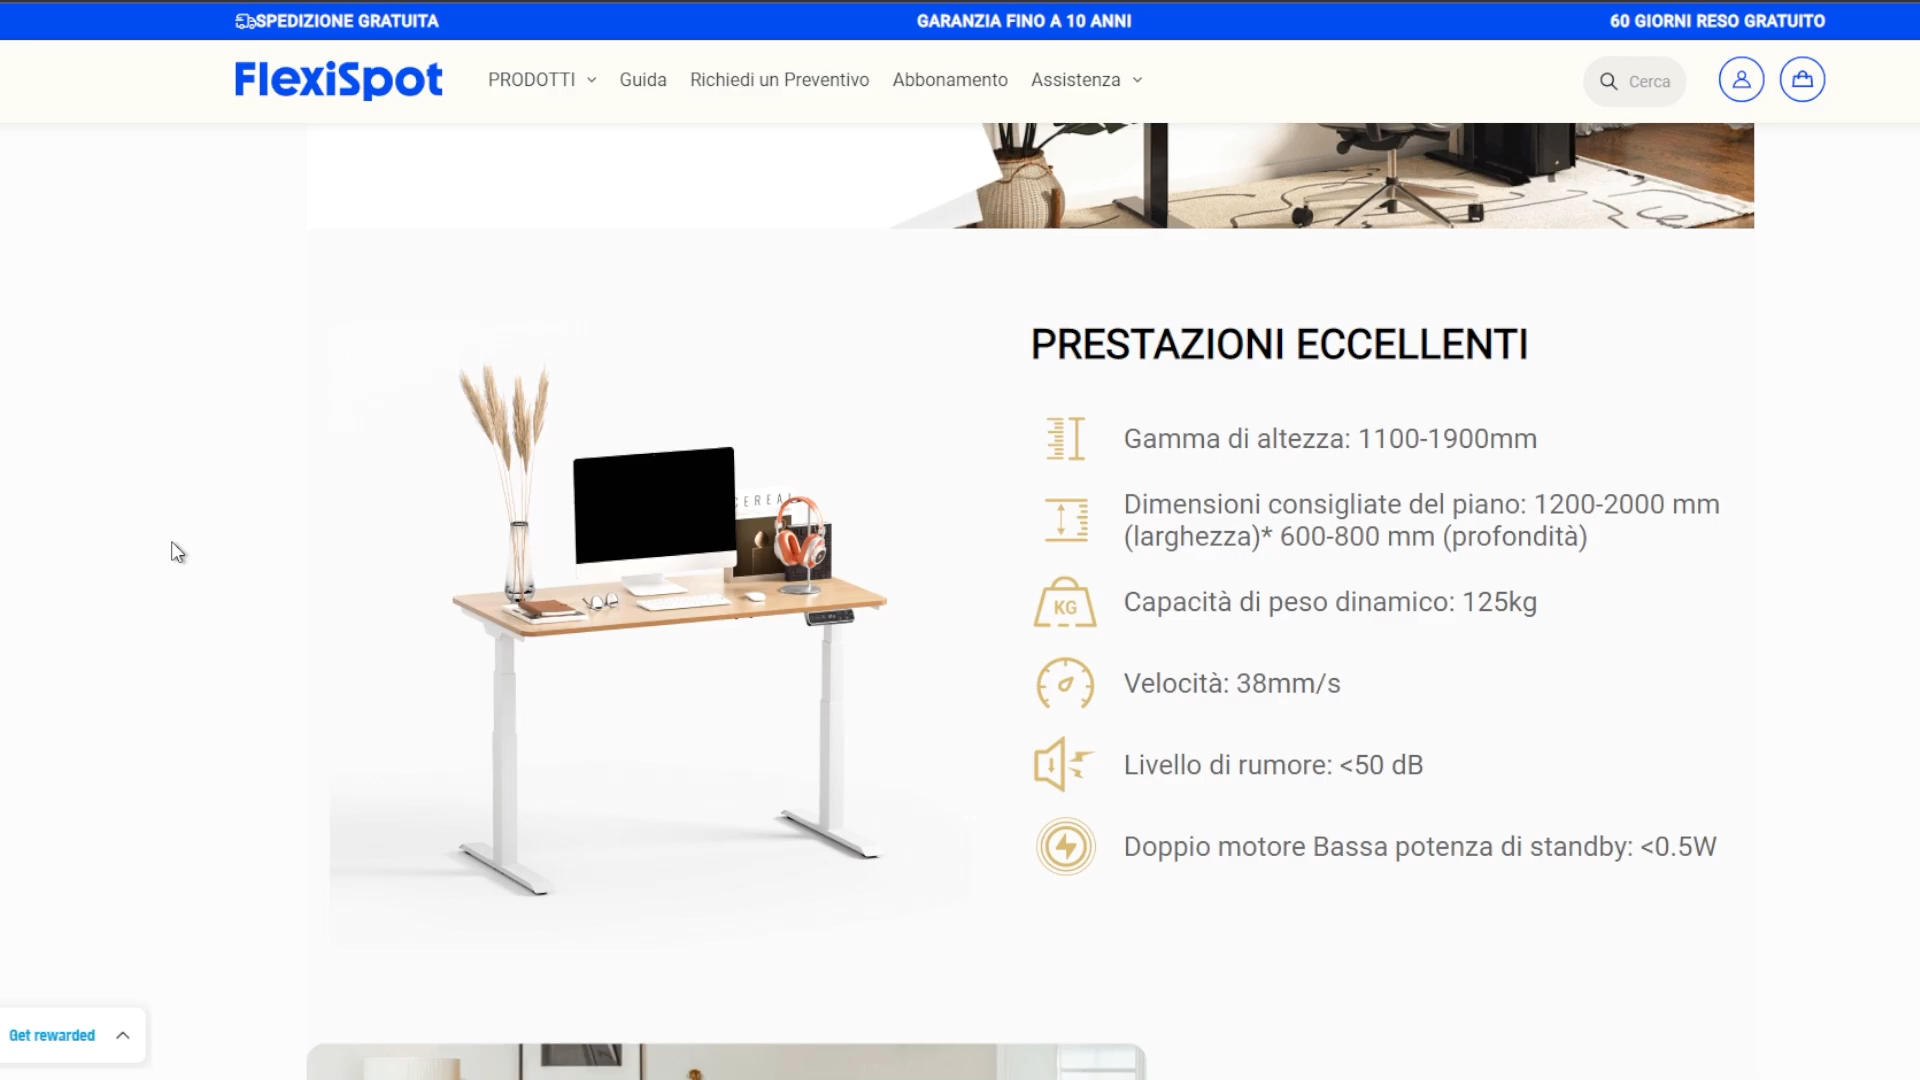 SPEDIZIONE GRATUITA
GARANZIA FINO A 10 ANNI
60 GIORNI RESO GRATUITO
FlexiSpot
PRODOTTI
Guida
Richiedi un Preventivo
Abbonamento
Assistenza
Cerca
PRESTAZIONI ECCELLENTI
Gamma di altezza: 1100-1900mm
Dimensioni consigliate del piano: 1200-2000 mm
(larghezza)* 600-800 mm (profondità)
KG
Capacità di peso dinamico: 125kg
Velocità: 38mm/s
Livello di rumore: <50 dB
Doppio motore Bassa potenza di standby: <0.5W
CEREAL
Get rewarded